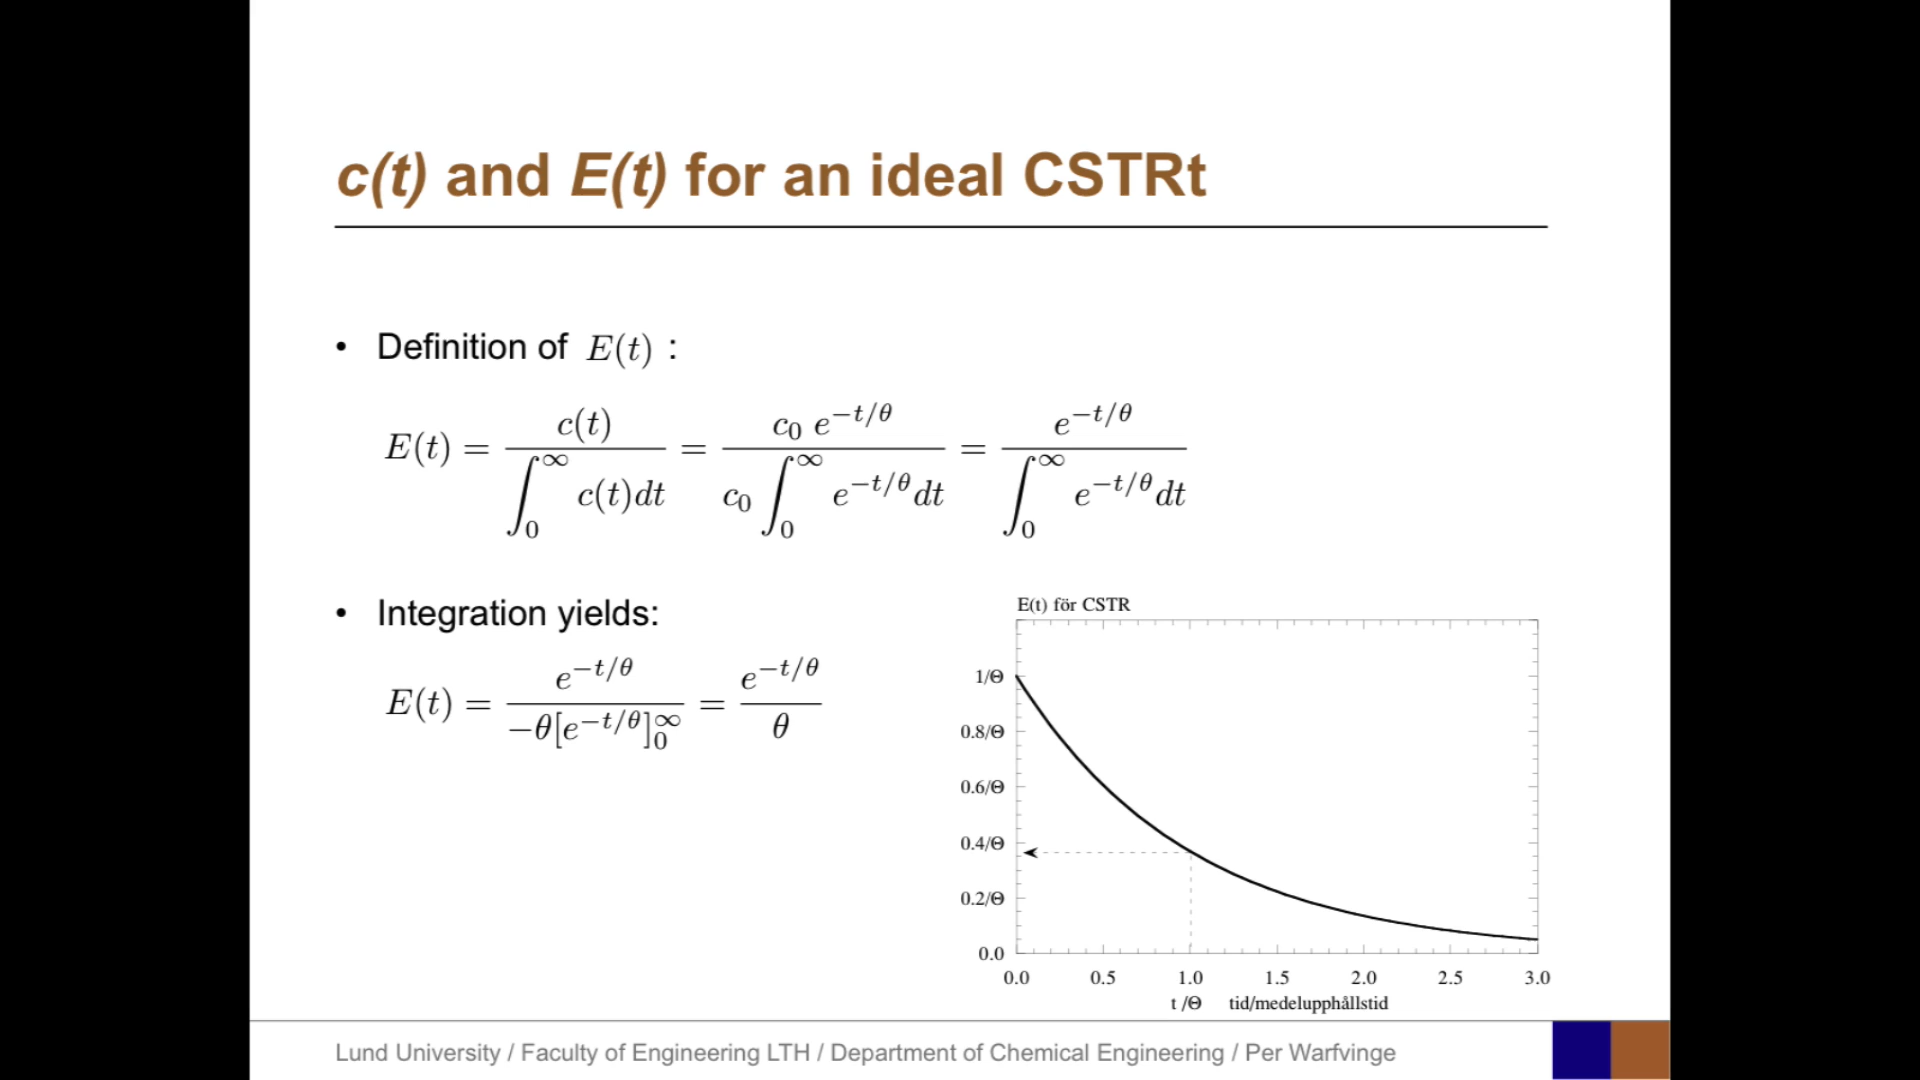 c(t) and E(t) for an ideal CSTRt
• Definition of E(t) :
E(t) = c(t) / ∫₀^∞ c(t)dt = c₀ e^{−t/θ} / c₀ ∫₀^∞ e^{−t/θ} dt = e^{−t/θ} / ∫₀^∞ e^{−t/θ} dt
• Integration yields:
E(t) = e^{−t/θ} / −θ[e^{−t/θ}]₀^∞ = e^{−t/θ} / θ
E(t) för CSTR
1/Θ
0.8/Θ
0.6/Θ
0.4/Θ
0.2/Θ
0.0
0.0 0.5 1.0 1.5 2.0 2.5 3.0
t /Θ tid/medelupphållstid
Lund University / Faculty of Engineering LTH / Department of Chemical Engineering / Per Warfvinge